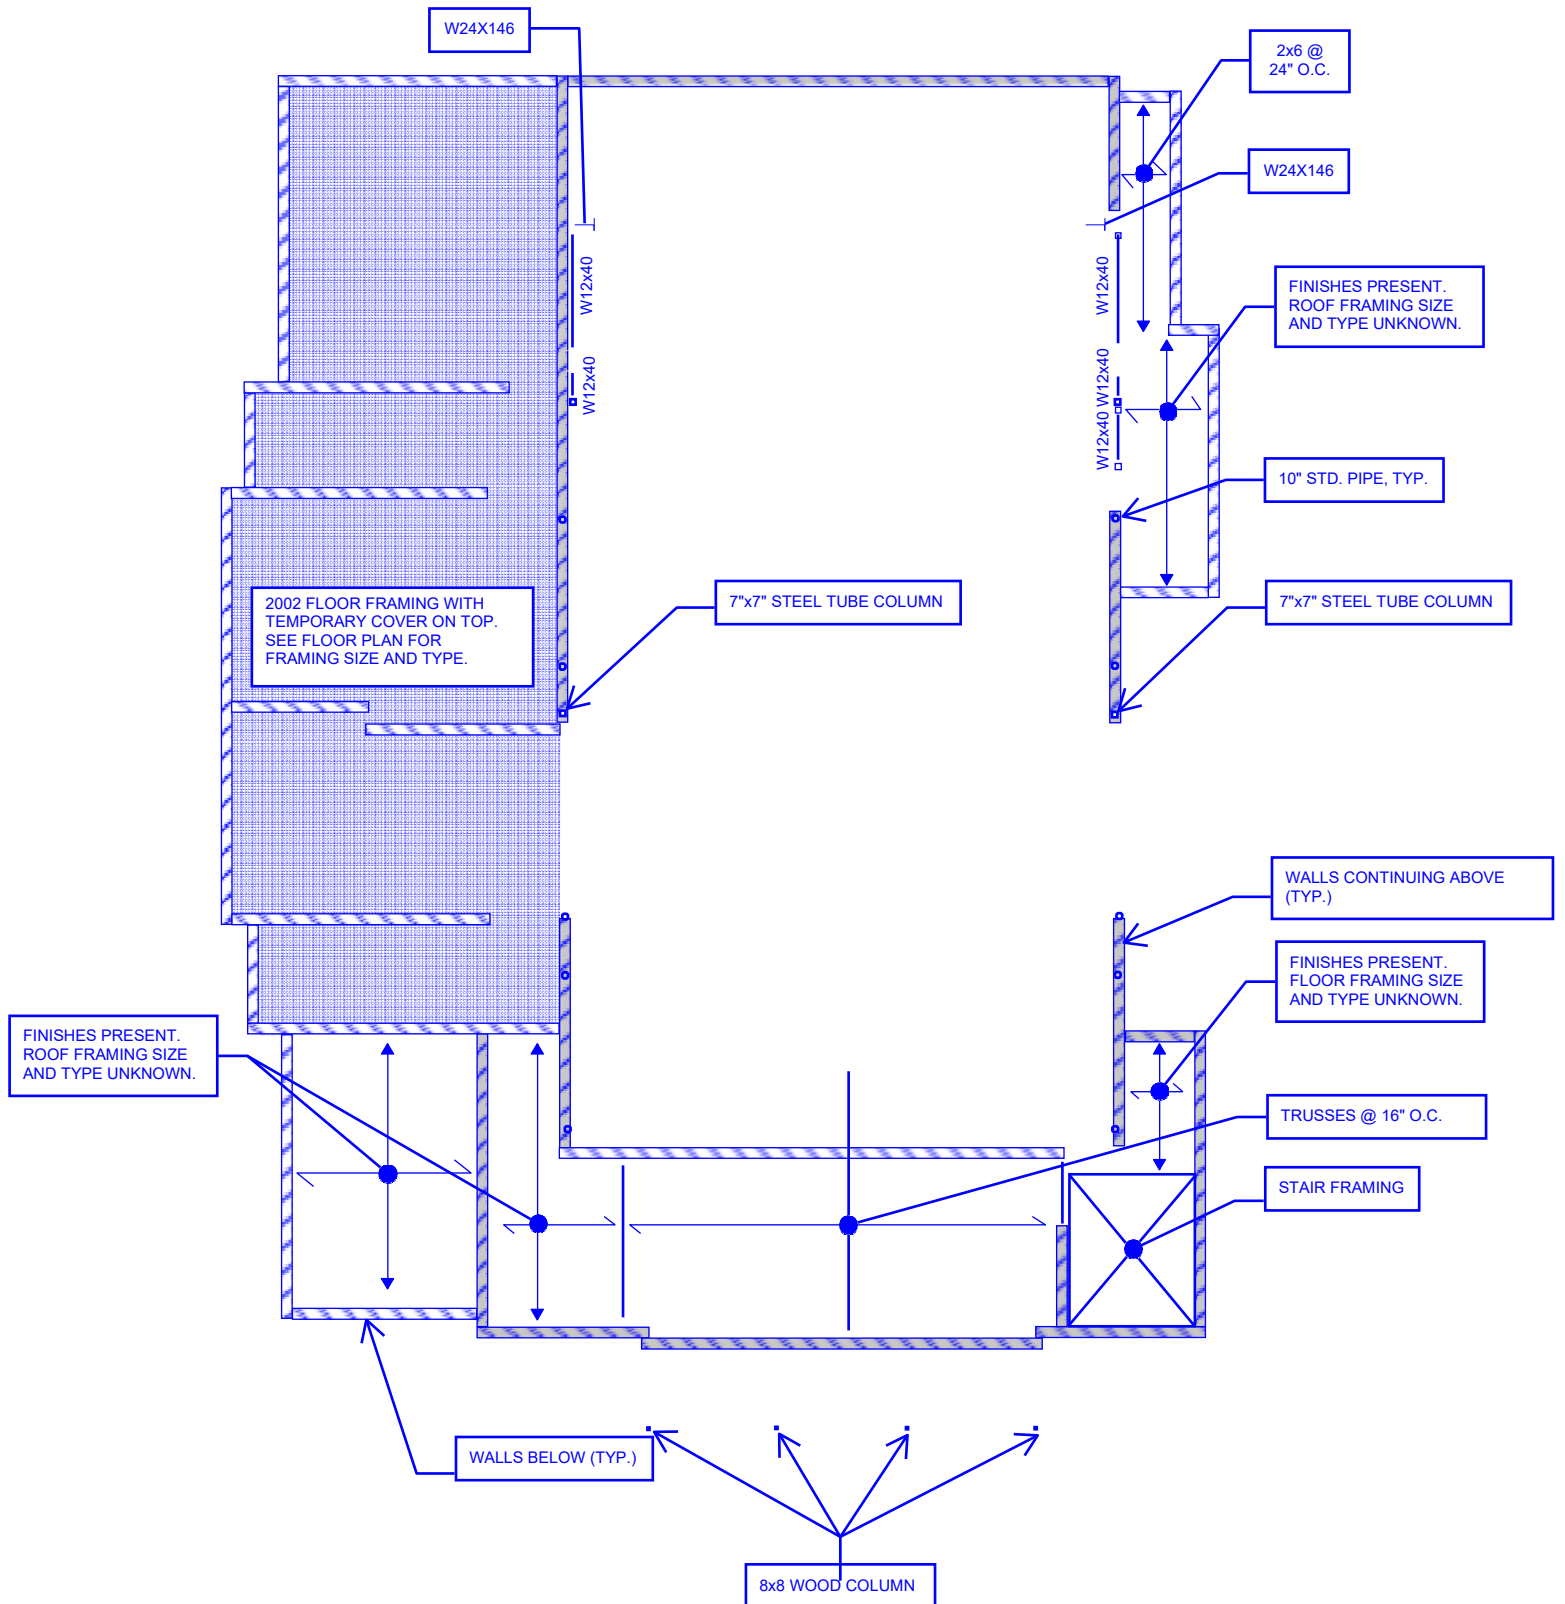 W24X146
2x6 @
24" O.C.
W24X146
W12x40
W12x40
FINISHES PRESENT.
ROOF FRAMING SIZE
AND TYPE UNKNOWN.
W12x40
W12x40
W12x40
10" STD. PIPE, TYP.
2002 FLOOR FRAMING WITH
TEMPORARY COVER ON TOP.
SEE FLOOR PLAN FOR
FRAMING SIZE AND TYPE.
7"x7" STEEL TUBE COLUMN
7"x7" STEEL TUBE COLUMN
WALLS CONTINUING ABOVE
(TYP.)
FINISHES PRESENT.
FLOOR FRAMING SIZE
AND TYPE UNKNOWN.
FINISHES PRESENT.
ROOF FRAMING SIZE
AND TYPE UNKNOWN.
TRUSSES @ 16" O.C.
STAIR FRAMING
WALLS BELOW (TYP.)
8x8 WOOD COLUMN